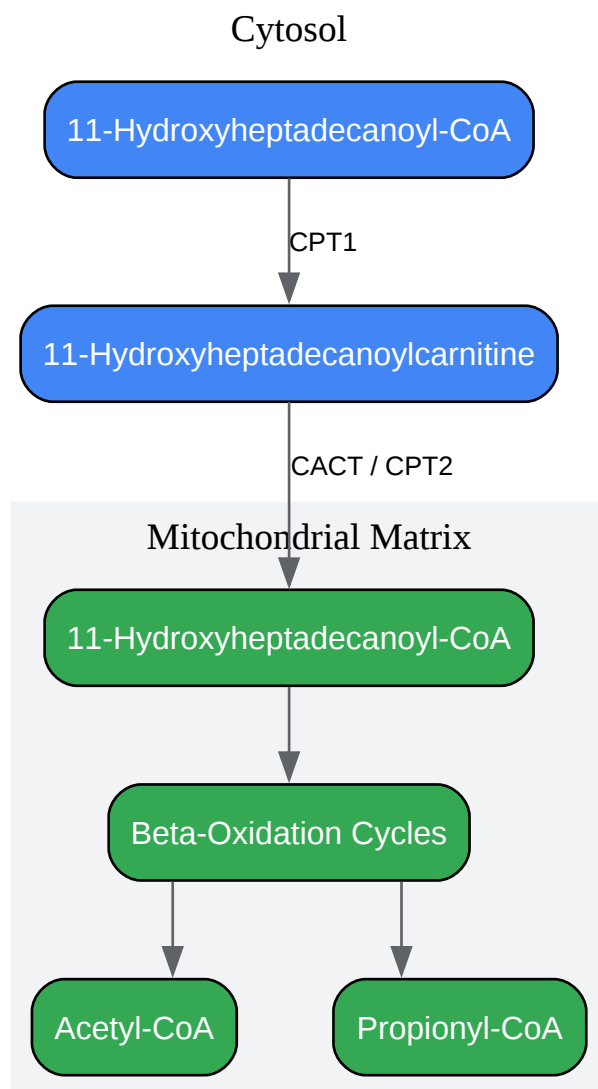 Cytosol
11-Hydroxyheptadecanoyl-CoA
CPT1
11-Hydroxyheptadecanoylcarnitine
CACT / CPT2
Mitochondrial Matrix
11-Hydroxyheptadecanoyl-CoA
Beta-Oxidation Cycles
Acetyl-CoA
Propionyl-CoA